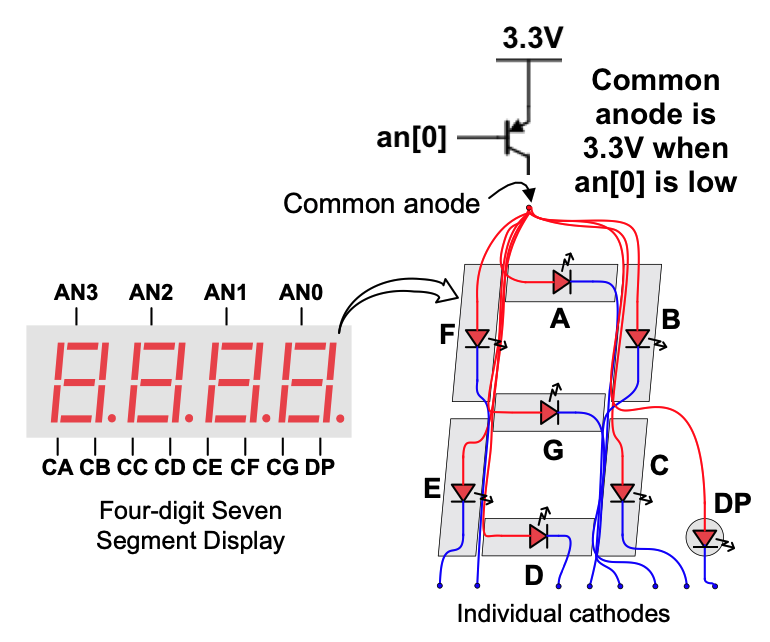 3.3V
Common
anode is
3.3V when
an[0] is low
an[0]
Common anode
AN3 AN2 AN1 AN0
A
B
F
G
C
E
DP
D
CA CB CC CD CE CF CG DP
Four-digit Seven
Segment Display
Individual cathodes